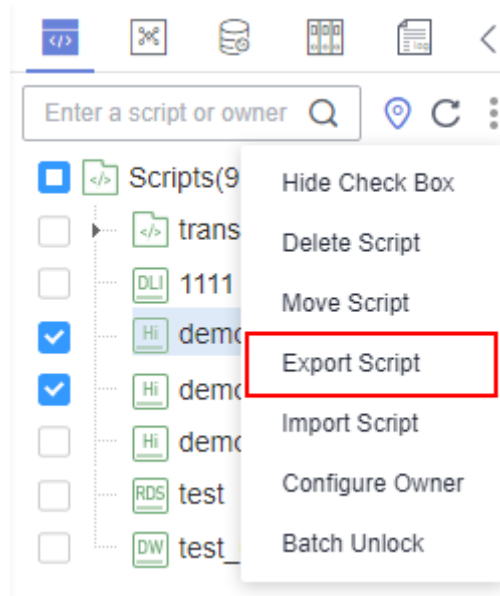 </>
log
Enter a script or owner
</> Scripts(9
Hide Check Box
</> trans
Delete Script
DLI 1111
Move Script
Hi demo
Export Script
Hi demo
Import Script
Hi demo
Configure Owner
RDS test
Batch Unlock
DW test_